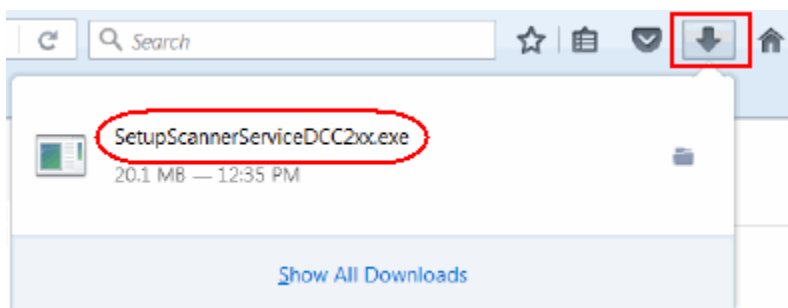 Search
SetupScannerServiceDCC2xx.exe
20.1 MB — 12:35 PM
Show All Downloads